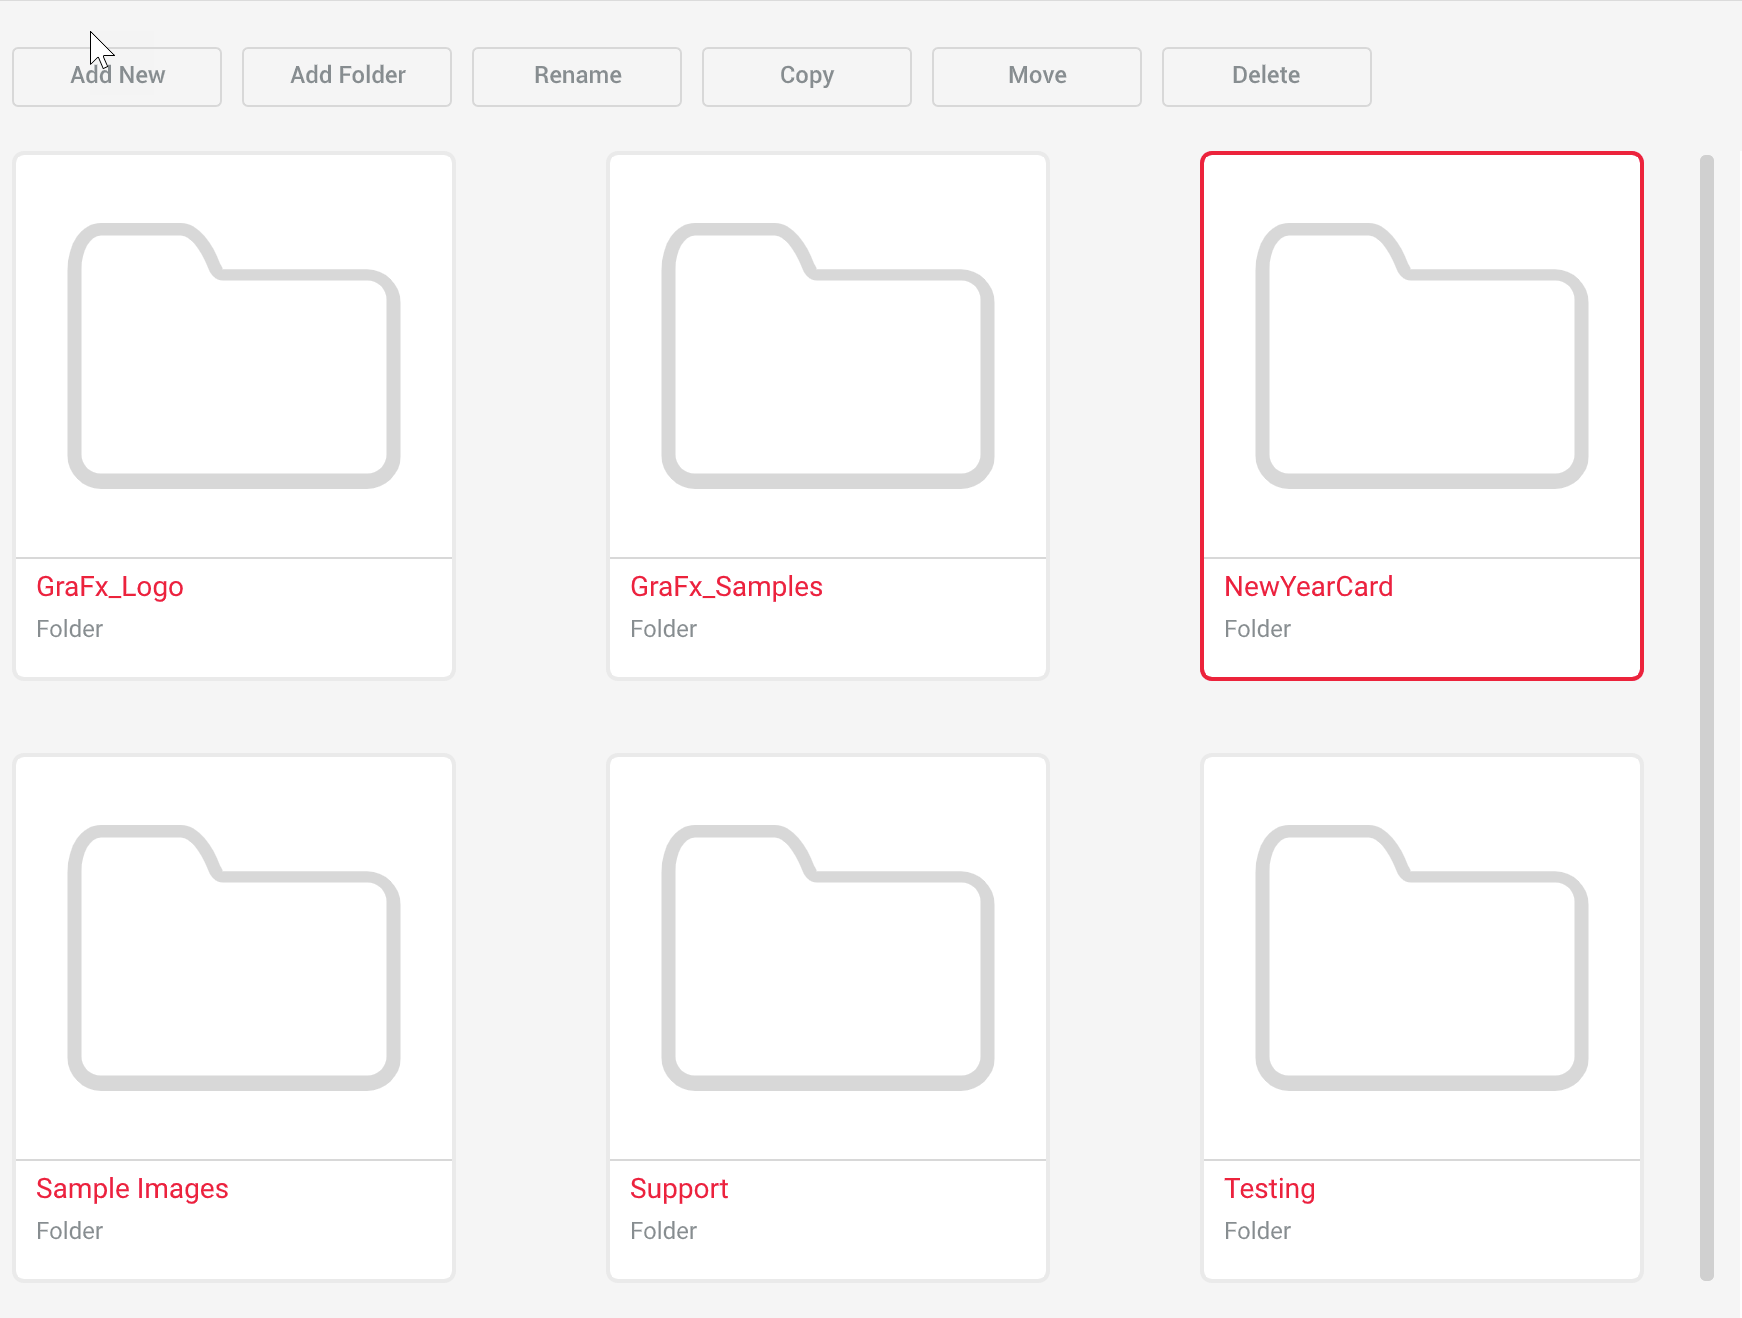 Add New
Add Folder
Rename
Copy
Move
Delete
GraFx_Logo
Folder
GraFx_Samples
Folder
NewYearCard
Folder
Sample Images
Folder
Support
Folder
Testing
Folder